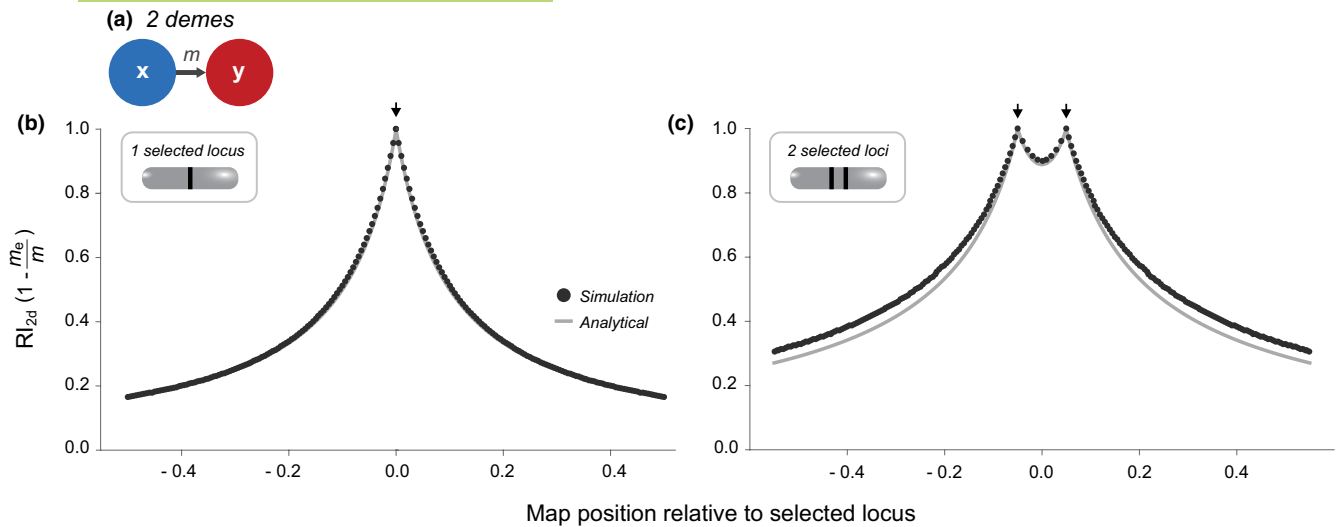 (a) 2 demes
x m y
(b)
1 selected locus
RI2d (1 - me/m)
1.0
0.8
0.6
0.4
0.2
0.0
Simulation
Analytical
- 0.4 - 0.2 0.0 0.2 0.4
(c)
2 selected loci
1.0
0.8
0.6
0.4
0.2
0.0
- 0.4 - 0.2 0.0 0.2 0.4
Map position relative to selected locus